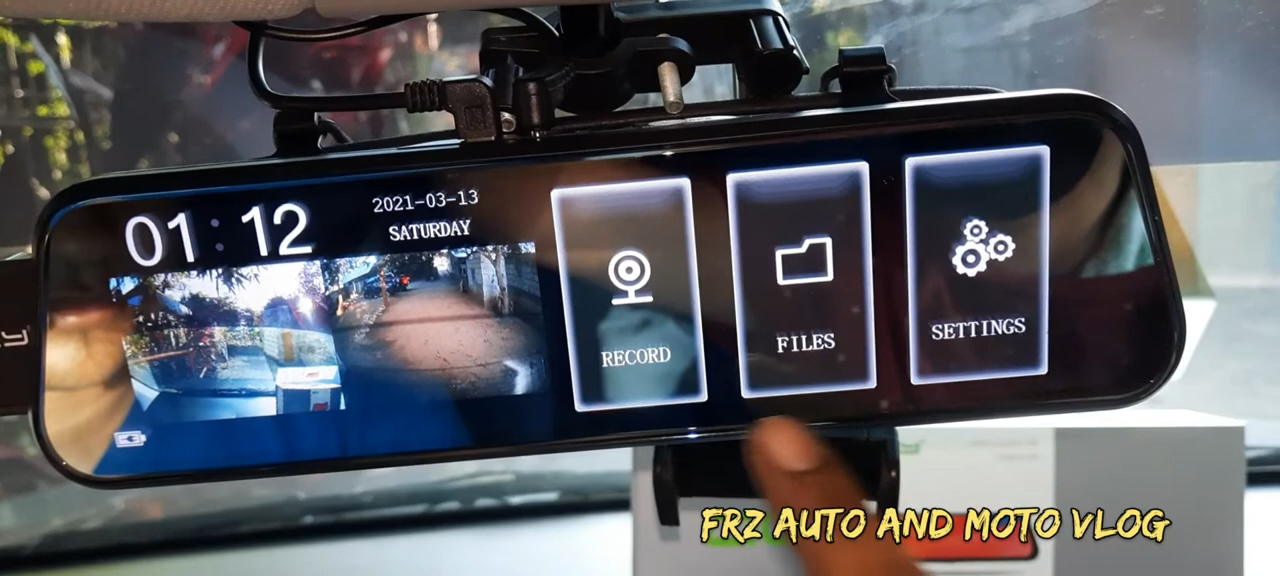 01:12
2021-03-13
SATURDAY
RECORD
FILES
SETTINGS
FRZ AUTO AND MOTO VLOG